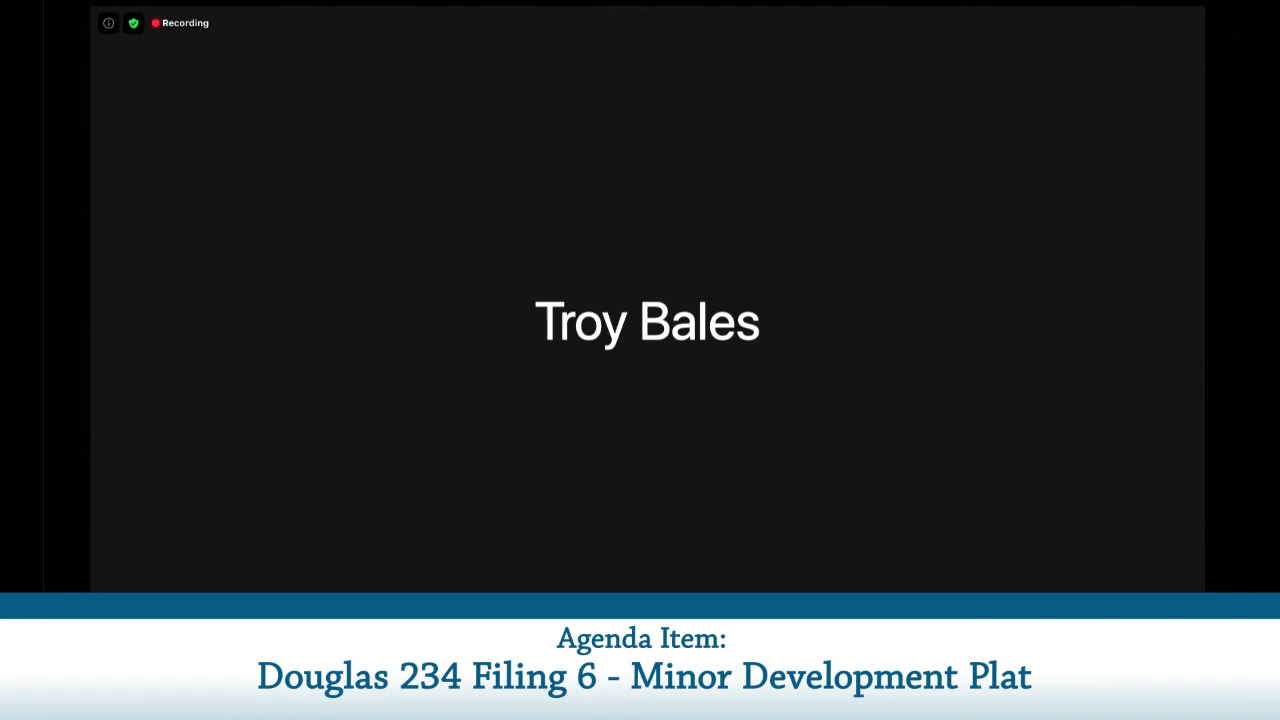 Recording
Troy Bales
Agenda Item:
Douglas 234 Filing 6 - Minor Development Plat